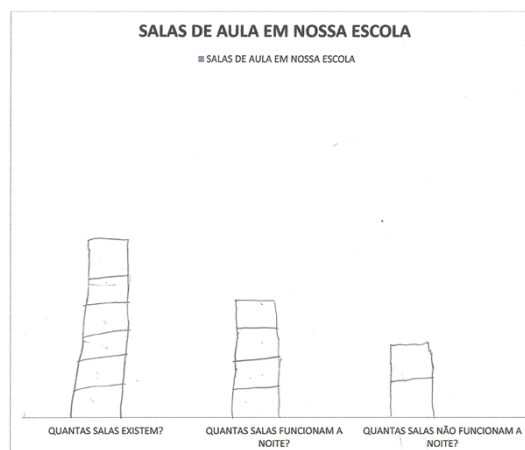 SALAS DE AULA EM NOSSA ESCOLA
SALAS DE AULA EM NOSSA ESCOLA
QUANTAS SALAS EXISTEM?
QUANTAS SALAS FUNCIONAM A
NOITE?
QUANTAS SALAS NÃO FUNCIONAM A
NOITE?